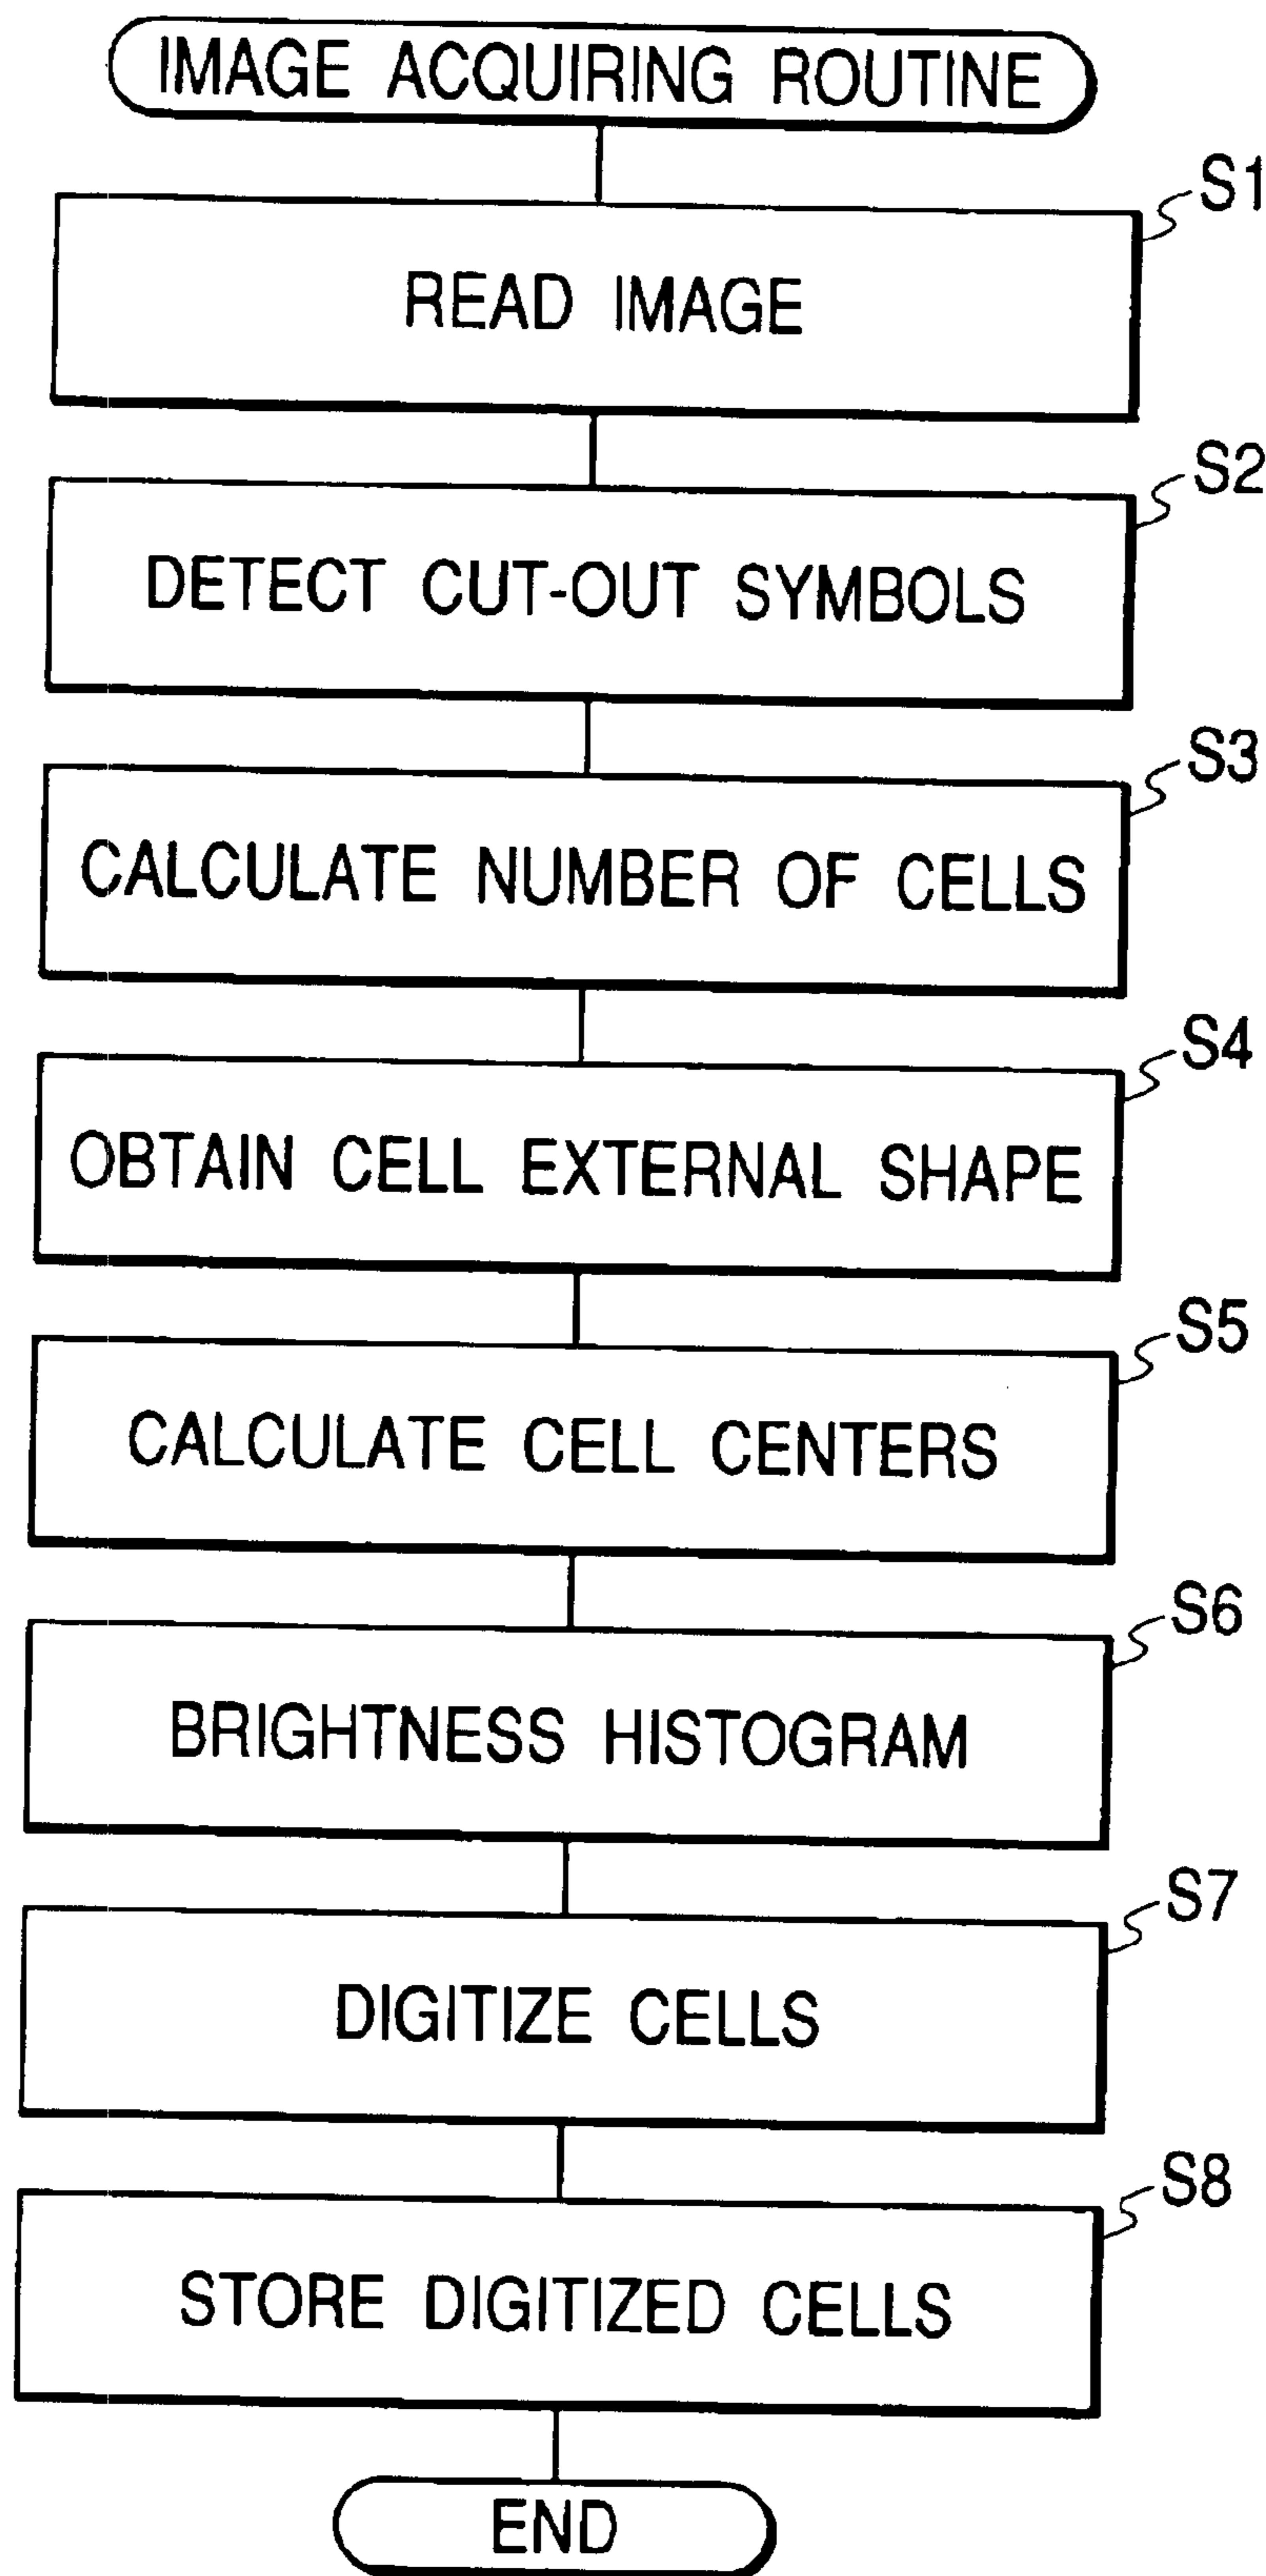 IMAGE ACQUIRING ROUTINE
S1
READ IMAGE
S2
DETECT CUT-OUT SYMBOLS
S3
CALCULATE NUMBER OF CELLS
S4
OBTAIN CELL EXTERNAL SHAPE
S5
CALCULATE CELL CENTERS
S6
BRIGHTNESS HISTOGRAM
S7
DIGITIZE CELLS
S8
STORE DIGITIZED CELLS
END